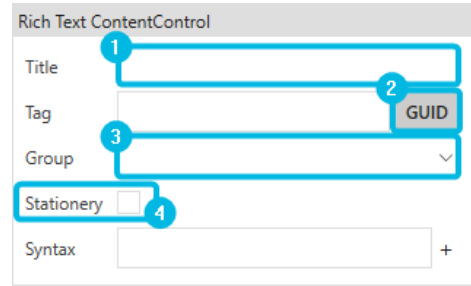 Rich Text ContentControl
1
Title
2
Tag GUID
3
Group
Stationery 4
Syntax +